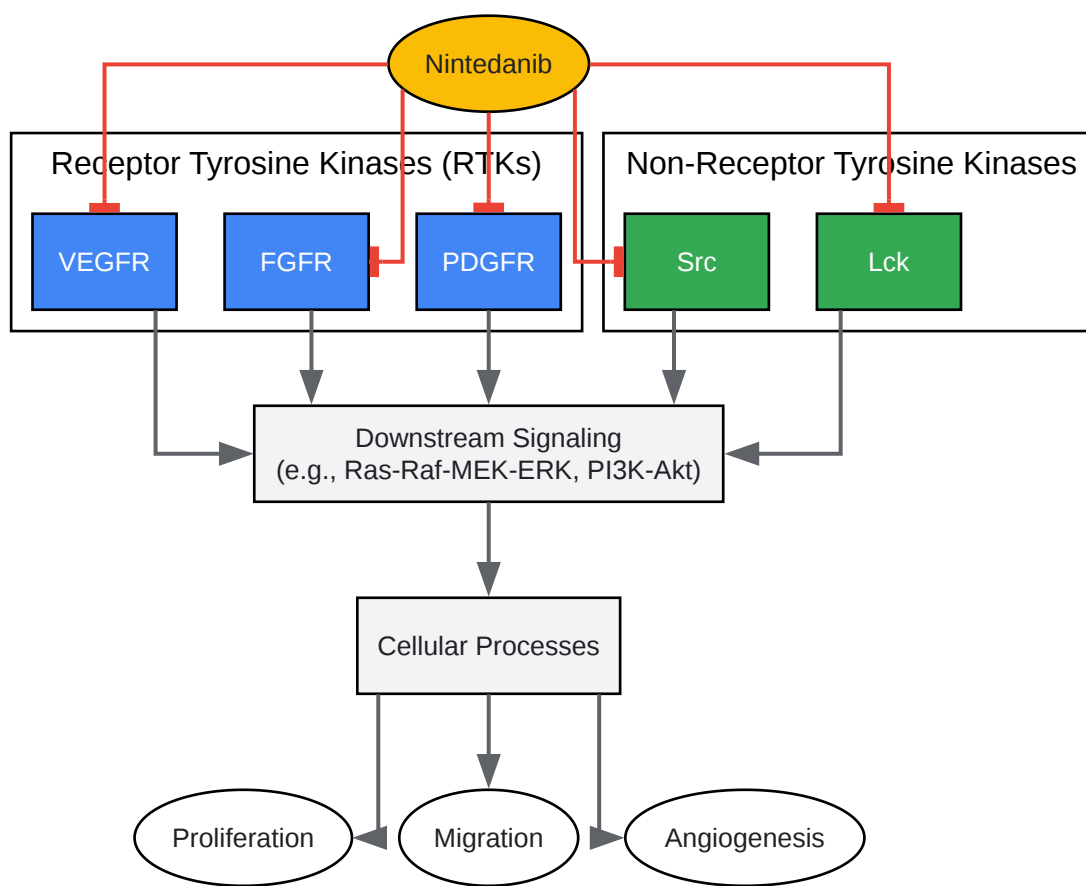 Nintedanib
Receptor Tyrosine Kinases (RTKs)
Non-Receptor Tyrosine Kinases
VEGFR
FGFR
PDGFR
Src
Lck
Downstream Signaling
(e.g., Ras-Raf-MEK-ERK, PI3K-Akt)
Cellular Processes
Proliferation
Migration
Angiogenesis